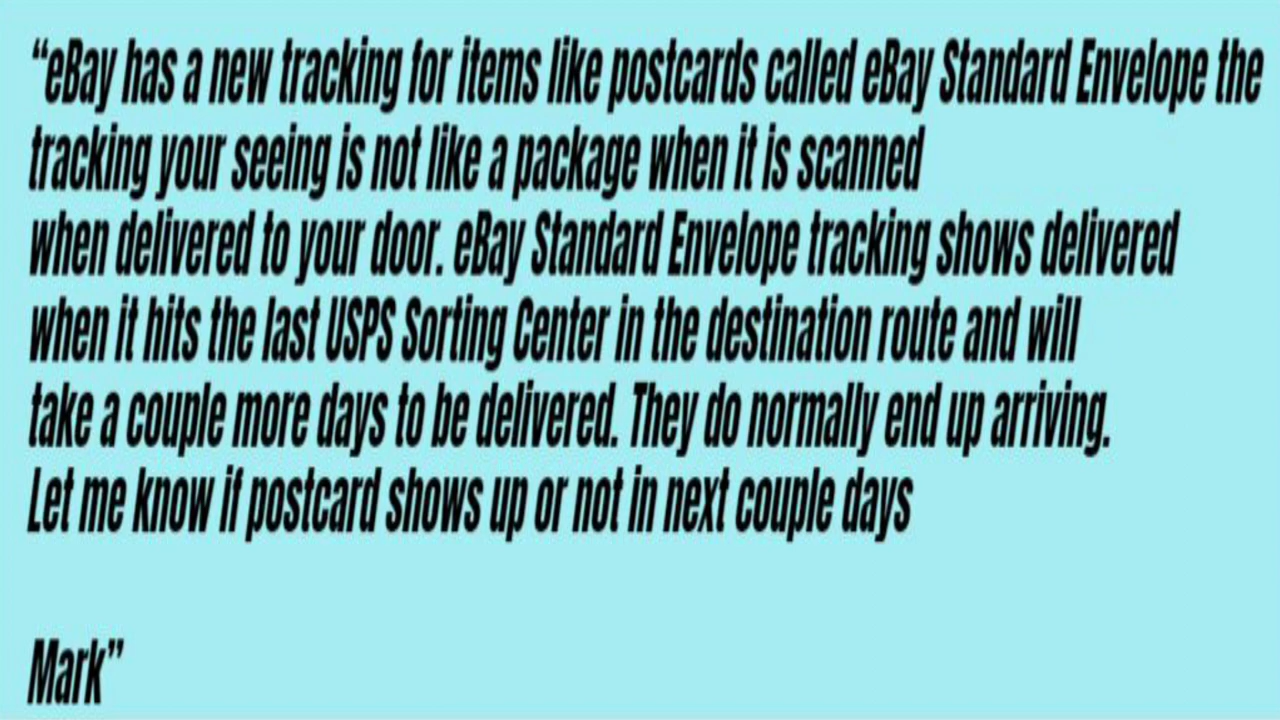 “eBay has a new tracking for items like postcards called eBay Standard Envelope the
tracking your seeing is not like a package when it is scanned
when delivered to your door. eBay Standard Envelope tracking shows delivered
when it hits the last USPS Sorting Center in the destination route and will
take a couple more days to be delivered. They do normally end up arriving.
Let me know if postcard shows up or not in next couple days
Mark”